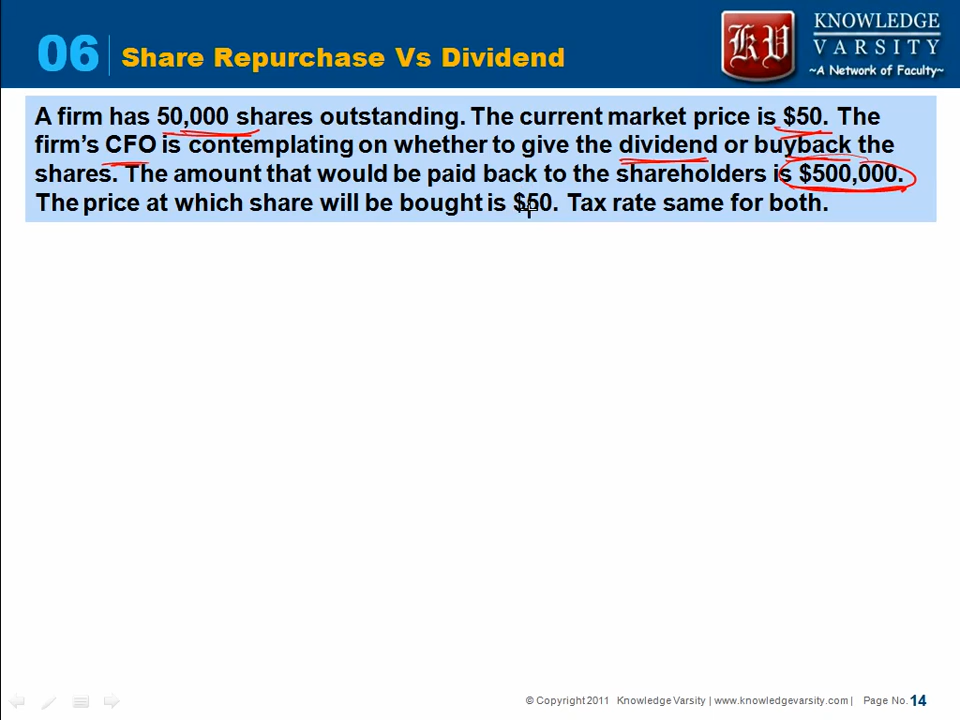 06
Share Repurchase Vs Dividend
KV
KNOWLEDGE
VARSITY
~A Network of Faculty~
A firm has 50,000 shares outstanding. The current market price is $50. The
firm's CFO is contemplating on whether to give the dividend or buyback the
shares. The amount that would be paid back to the shareholders is $500,000.
The price at which share will be bought is $50. Tax rate same for both.
© Copyright 2011 Knowledge Varsity | www.knowledgevarsity.com | Page No. 14